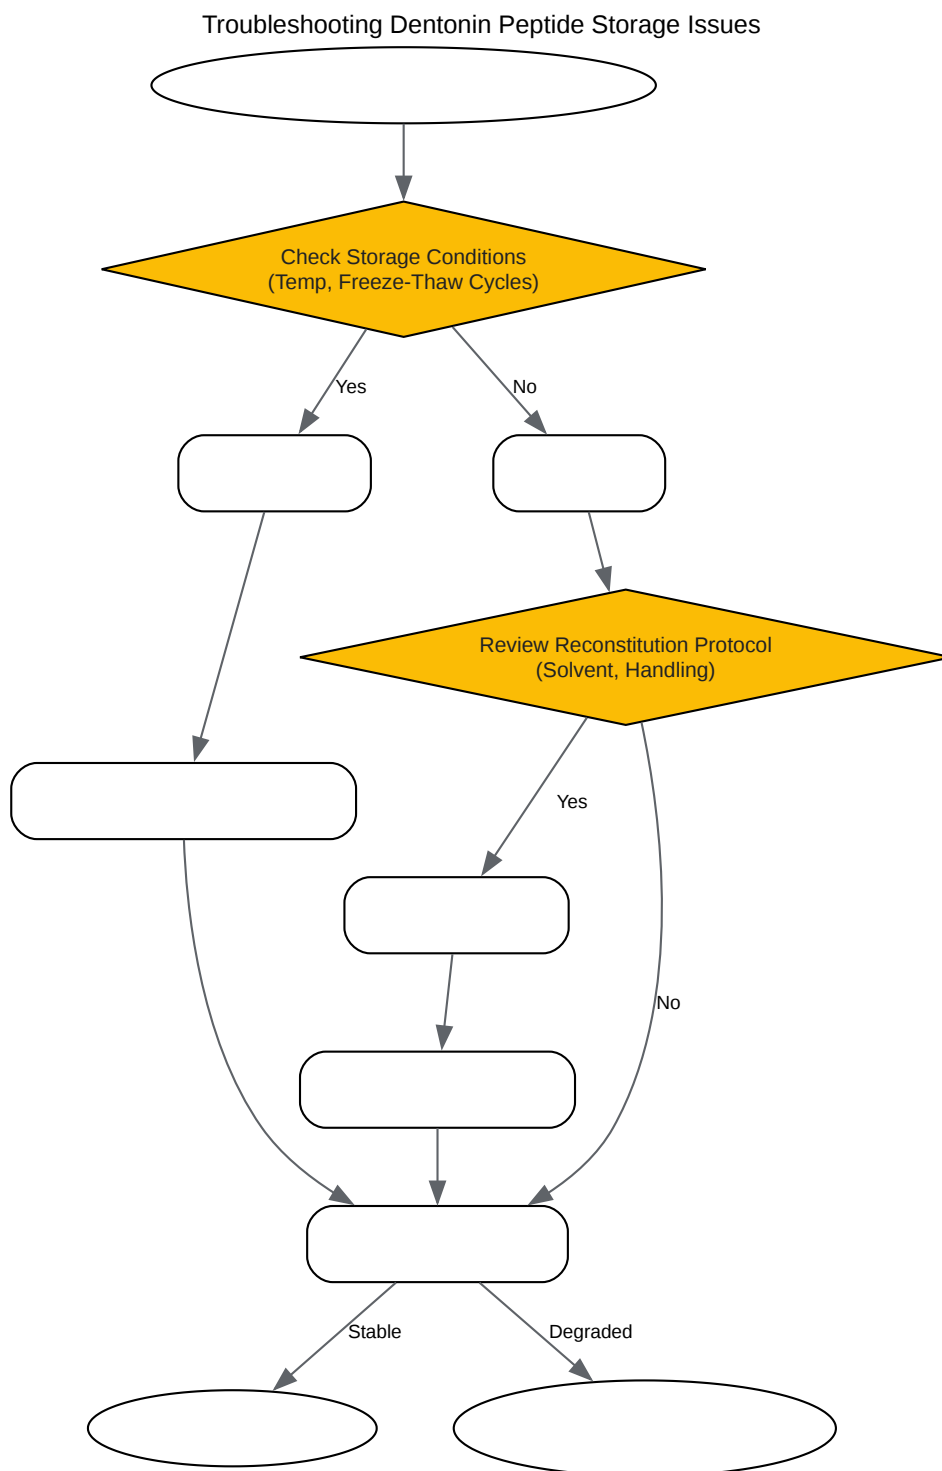 Troubleshooting Dentonin Peptide Storage Issues
Check Storage Conditions
(Temp, Freeze-Thaw Cycles)
Yes
No
Review Reconstitution Protocol
(Solvent, Handling)
Yes
No
Stable
Degraded